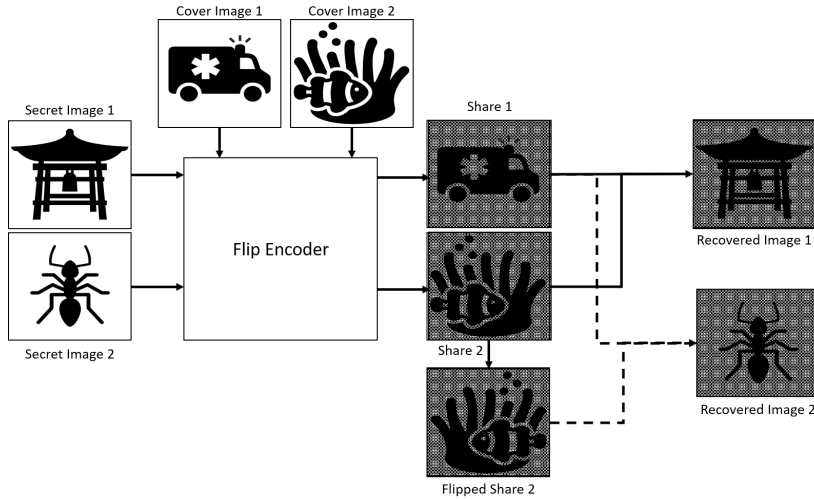 Cover Image 1
Cover Image 2
Secret Image 1
Share 1
Flip Encoder
Recovered Image 1
Secret Image 2
Share 2
Recovered Image 2
Flipped Share 2